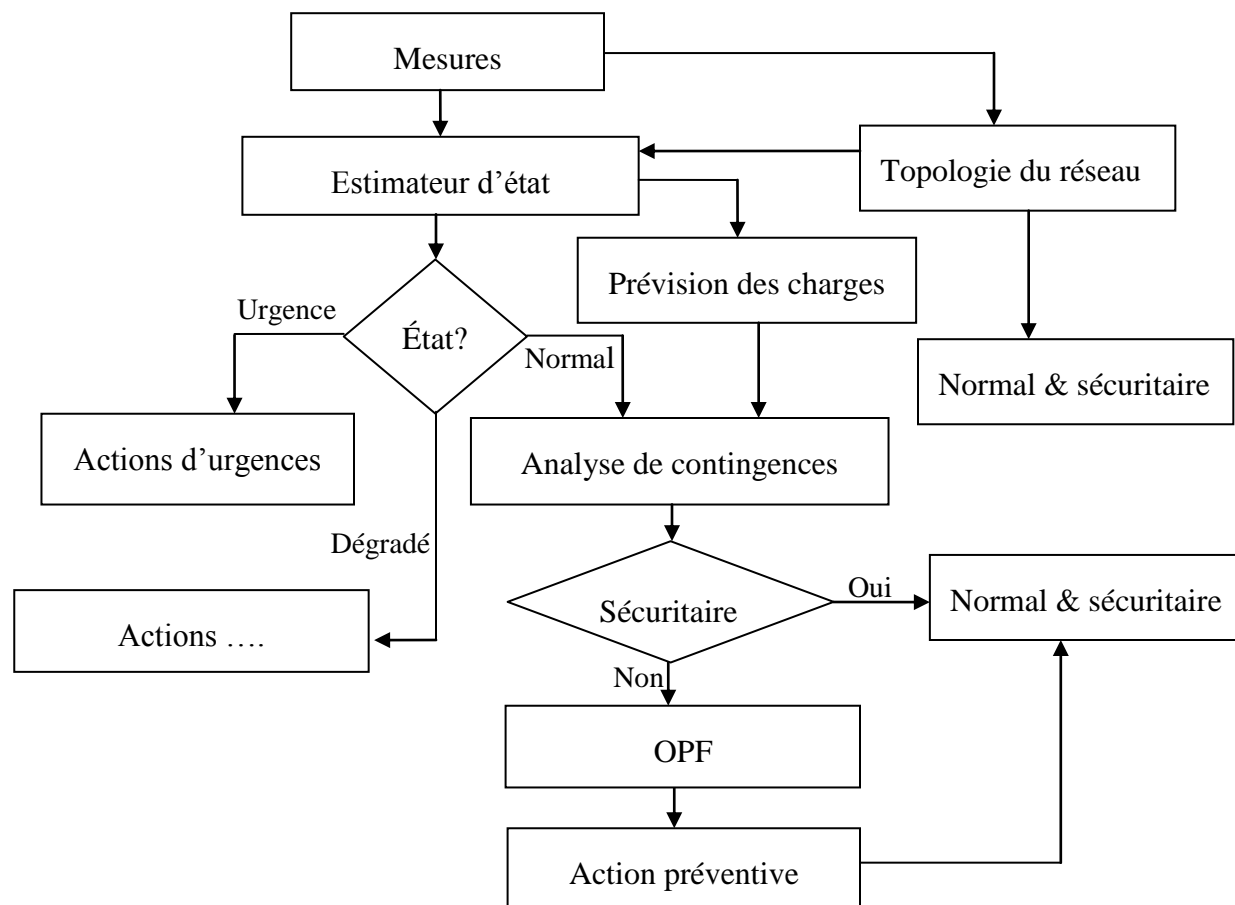 Mesures
Topologie du réseau
Estimateur d’état
Prévision des charges
Urgence
État?
Normal
Normal & sécuritaire
Actions d’urgences
Analyse de contingences
Dégradé
Oui
Normal & sécuritaire
Sécuritaire
Actions ….
Non
OPF
Action préventive